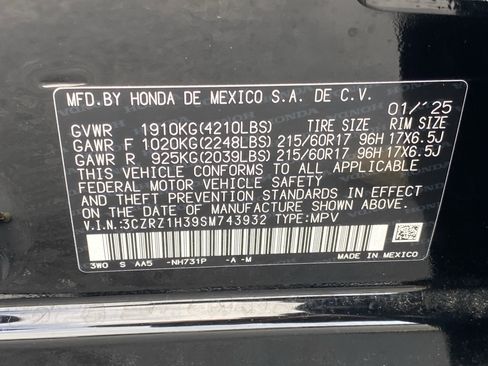 MFD.BY HONDA DE MEXICO S.A. DE C.V.
01/'25
GVWR 1910KG(4210LBS) TIRE SIZE RIM SIZE
GAWR F 1020KG(2248LBS) 215/60R17 96H 17X6.5J
GAWR R 925KG(2039LBS) 215/60R17 96H 17X6.5J
THIS VEHICLE CONFORMS TO ALL APPLICABLE
FEDERAL MOTOR VEHICLE SAFETY
AND THEFT PREVENTION STANDARDS IN EFFECT
ON THE DATE OF MANUFACTURE SHOWN ABOVE.
V.I.N.:3CZRZ1H39SM743932 TYPE:MPV
3W0 S AA5 -NH731P -A -M MADE IN MEXICO